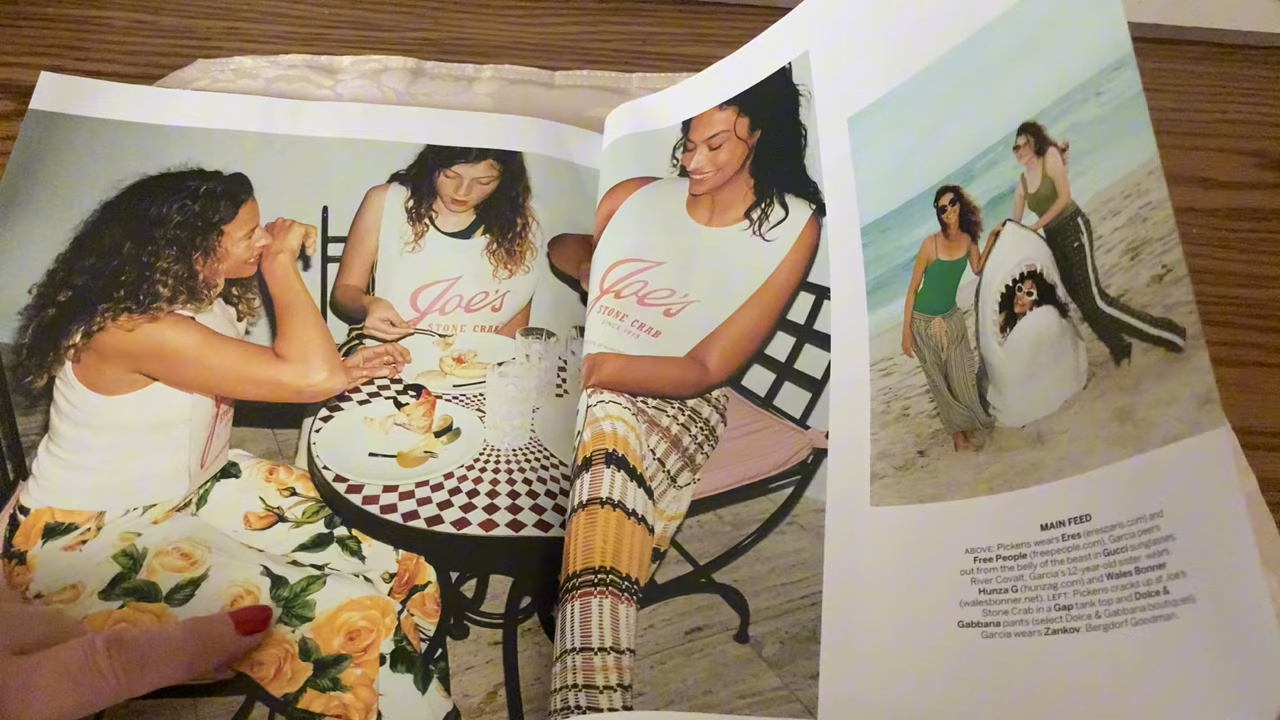 Joe's
STONE CRAB
Joe's
STONE CRAB
SINCE 1913
MAIN FEED
ABOVE: Pickens wears Eres (eresparis.com) and
Free People (freepeople.com). Garcia peers
out from the belly of the beast in Gucci sunglasses.
River Covalt, Garcia's 12-year-old sister, wears
Hunza G (hunzag.com) and Wales Bonner
(walesbonner.net). LEFT: Pickens cracks up at Joe's
Stone Crab in a Gap tank top and Dolce &
Gabbana pants (select Dolce & Gabbana boutiques).
Garcia wears Zankov: Bergdorf Goodman.